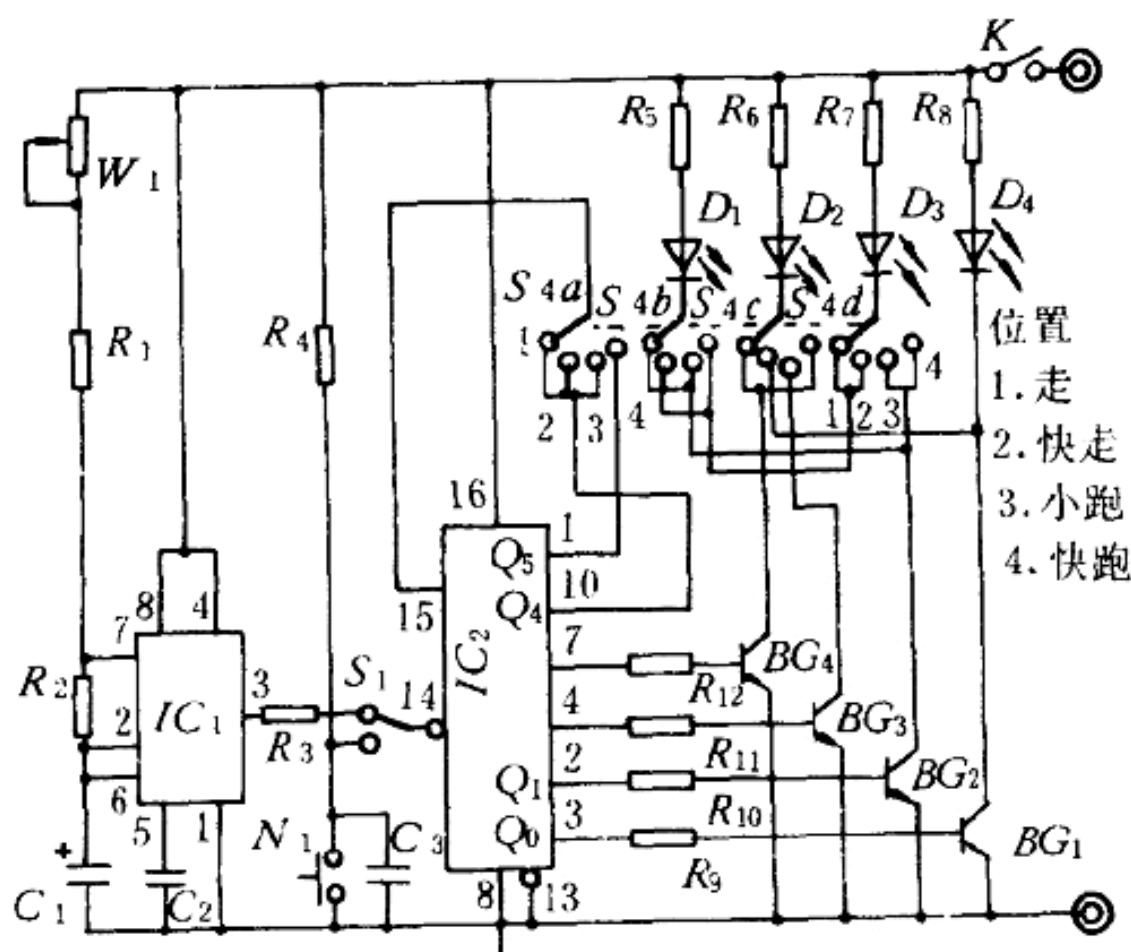 K
R5 R6 R7 R8
W1
D1 D2 D3 D4
S4a S4b S4c S4d
R1 R4
1
2 3 4 4 1 2 3 4
位置
1.走
2.快走
3.小跑
4.快跑
16
1
Q5
10
15
Q4
8 4
7
IC2
7
BG4
R2
3 S1 14
R12
2
IC1
4
BG3
R3
R11
6
2
Q1
BG2
5 1
R10
N1 C3
3
Q0
BG1
+
R9
C1 C2
8 13